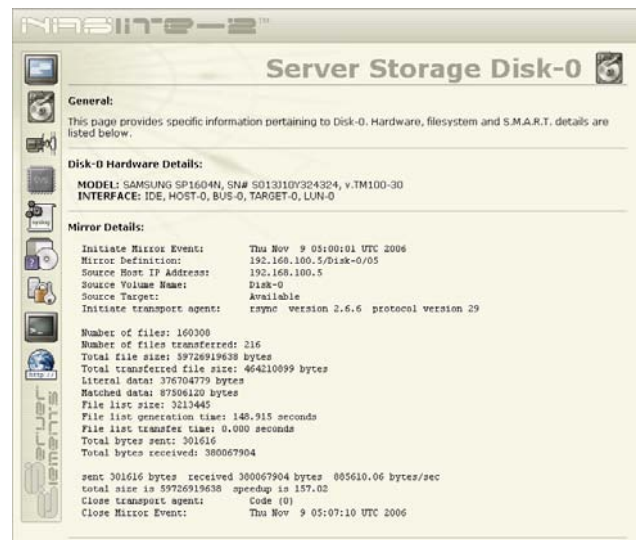 NASLite-2™
Server Storage Disk-0
General:
This page provides specific information pertaining to Disk-0. Hardware, filesystem and S.M.A.R.T. details are
listed below.
Disk-0 Hardware Details:
MODEL: SAMSUNG SP1604N, SN# S013J10Y324324, v.TM100-30
INTERFACE: IDE, HOST-0, BUS-0, TARGET-0, LUN-0
Mirror Details:
Initiate Mirror Event: Thu Nov 9 05:00:01 UTC 2006
Mirror Definition: 192.168.100.5/Disk-0/05
Source Host IP Address: 192.168.100.5
Source Volume Name: Disk-0
Source Target: Available
Initiate transport agent: rsync version 2.6.6 protocol version 29
Number of files: 160308
Number of files transferred: 216
Total file size: 59726919638 bytes
Total transferred file size: 464210899 bytes
Literal data: 376704779 bytes
Matched data: 87506120 bytes
File list size: 3213445
File list generation time: 148.915 seconds
File list transfer time: 0.000 seconds
Total bytes sent: 301616
Total bytes received: 380067904
sent 301616 bytes received 380067904 bytes 885610.06 bytes/sec
total size is 59726919638 speedup is 157.02
Close transport agent: Code (0)
Close Mirror Event: Thu Nov 9 05:07:10 UTC 2006
SYS
syslog
http://
Server
Elements